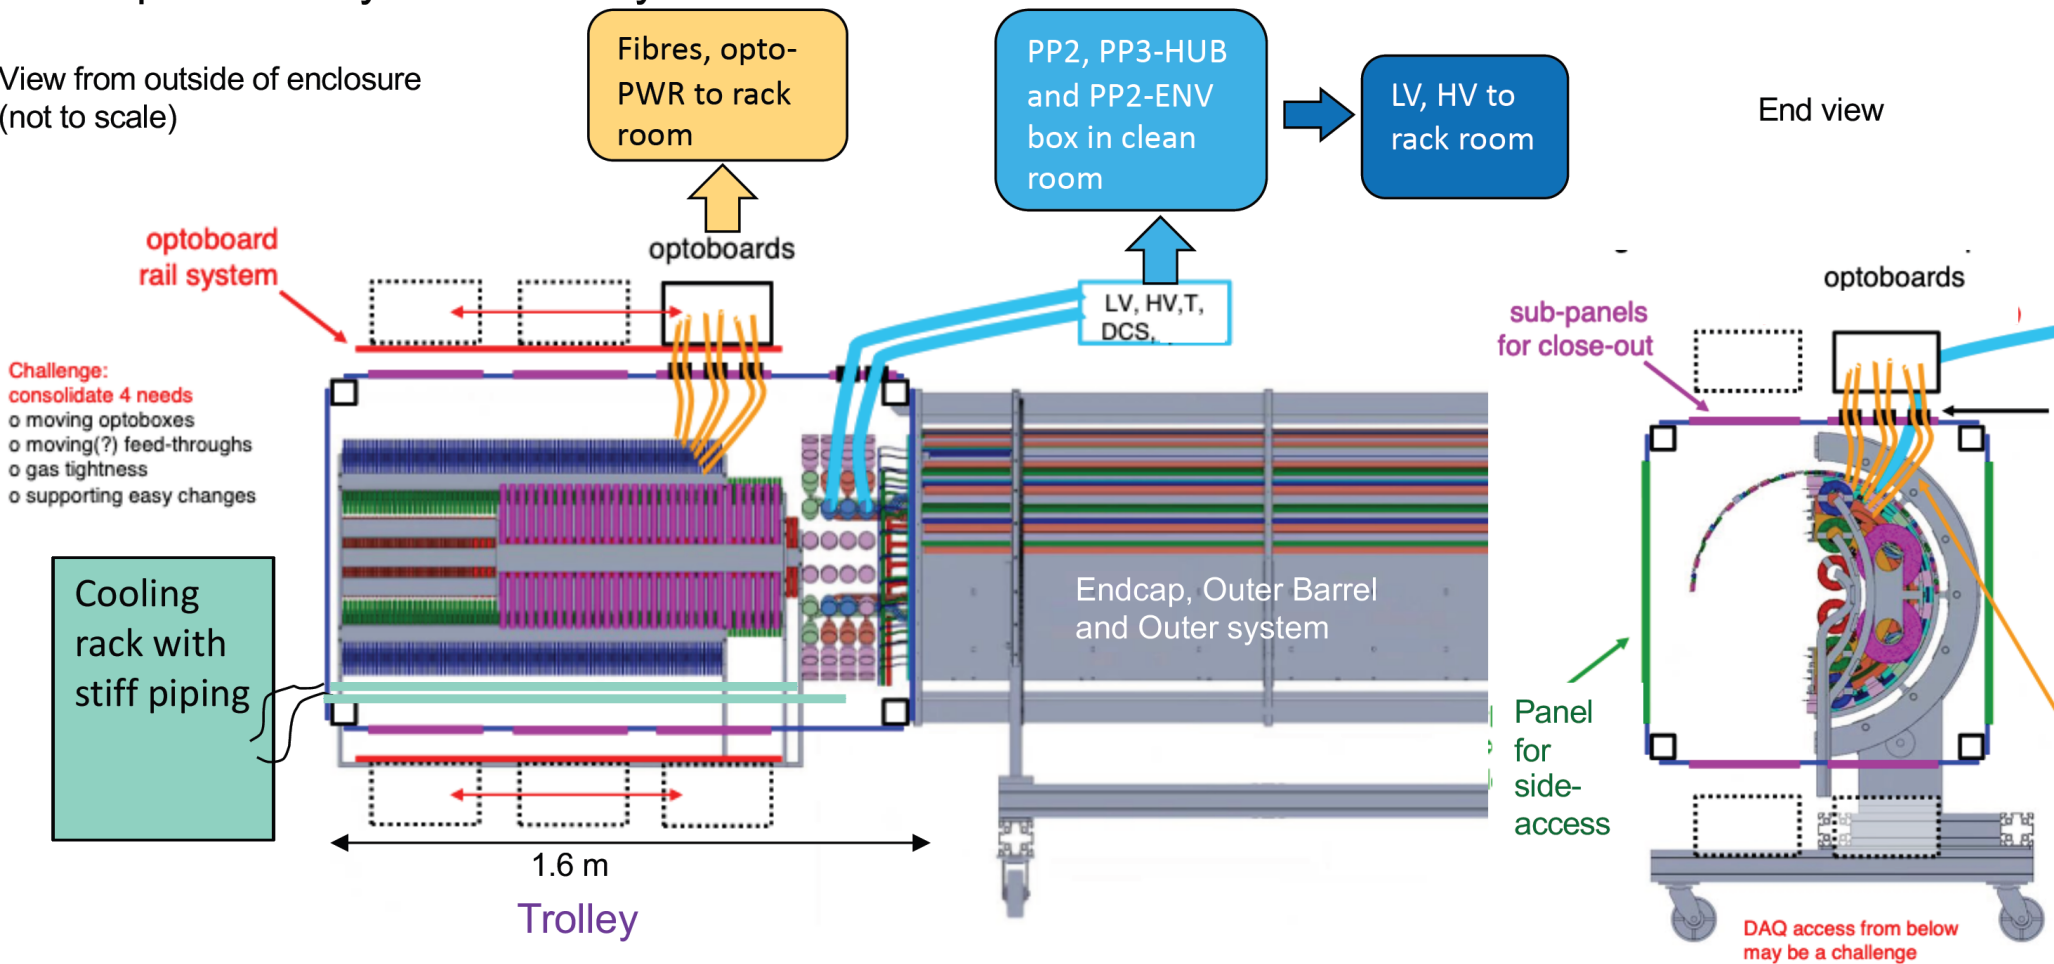 View from outside of enclosure
(not to scale)
Fibres, opto-
PWR to rack
room
PP2, PP3-HUB
and PP2-ENV
box in clean
room
LV, HV to
rack room
End view
optoboard
rail system
optoboards
LV, HV,T,
DCS,
optoboards
sub-panels
for close-out
Challenge:
consolidate 4 needs
o moving optoboxes
o moving(?) feed-throughs
o gas tightness
o supporting easy changes
Cooling
rack with
stiff piping
Endcap, Outer Barrel
and Outer system
Panel
for
side-
access
1.6 m
Trolley
DAQ access from below
may be a challenge